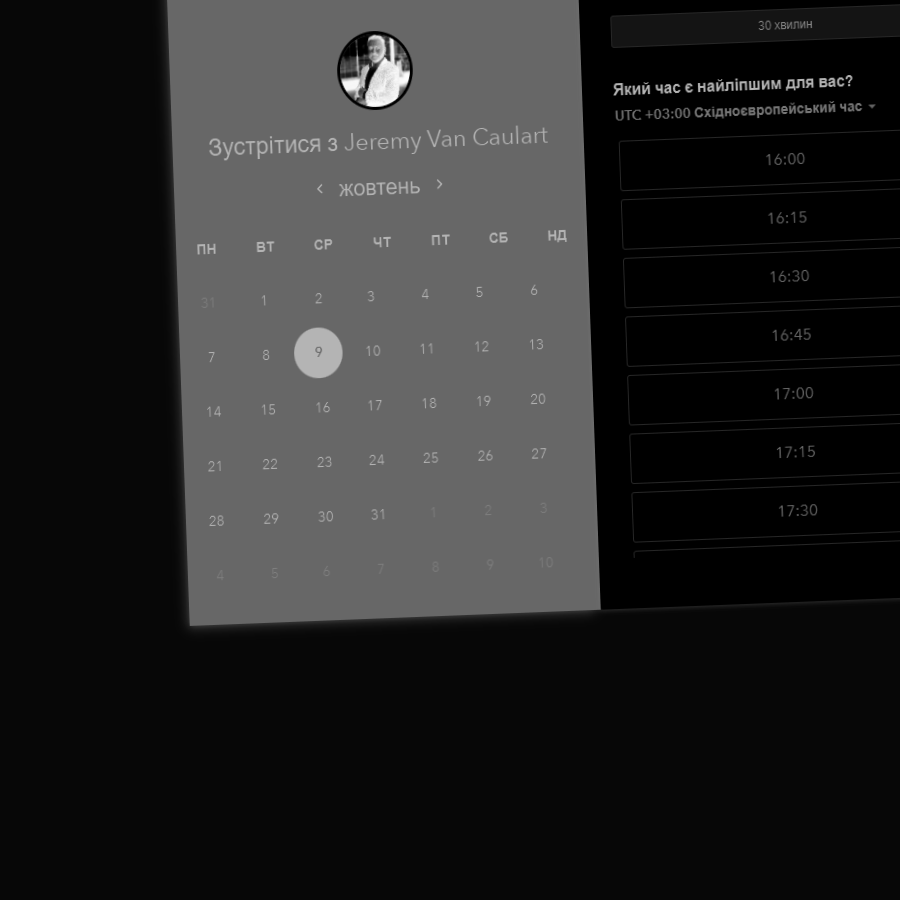 Зустрітися з Jeremy Van Caulart
жовтень
ПН ВТ СР ЧТ ПТ СБ НД
31 1 2 3 4 5 6
7 8 9 10 11 12 13
14 15 16 17 18 19 20
21 22 23 24 25 26 27
28 29 30 31 1 2 3
4 5 6 7 8 9 10
30 хвилин
Який час є найліпшим для вас?
UTC +03:00 Східноєвропейський час
16:00
16:15
16:30
16:45
17:00
17:15
17:30